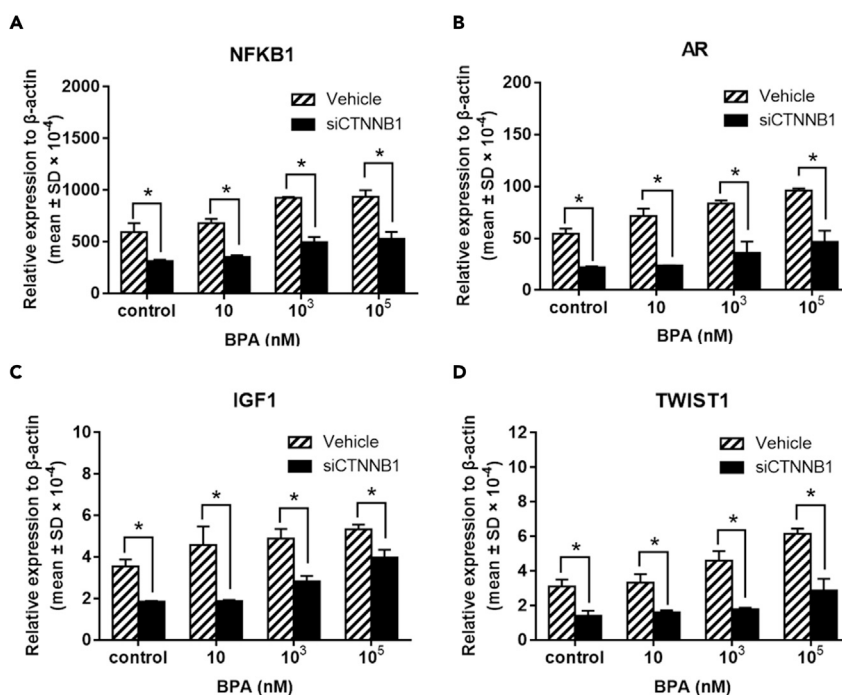 A
NFKB1
Relative expression to β-actin
(mean ± SD × 10⁻⁴)
2000
1500
1000
500
0
Vehicle
siCTNNB1
*
*
*
*
control
10
10³
10⁵
BPA (nM)
B
AR
Relative expression to β-actin
(mean ± SD × 10⁻⁴)
200
150
100
50
0
Vehicle
siCTNNB1
*
*
*
*
control
10
10³
10⁵
BPA (nM)
C
IGF1
Relative expression to β-actin
(mean ± SD × 10⁻⁴)
10
8
6
4
2
0
Vehicle
siCTNNB1
*
*
*
*
control
10
10³
10⁵
BPA (nM)
D
TWIST1
Relative expression to β-actin
(mean ± SD × 10⁻⁴)
12
10
8
6
4
2
0
Vehicle
siCTNNB1
*
*
*
*
control
10
10³
10⁵
BPA (nM)